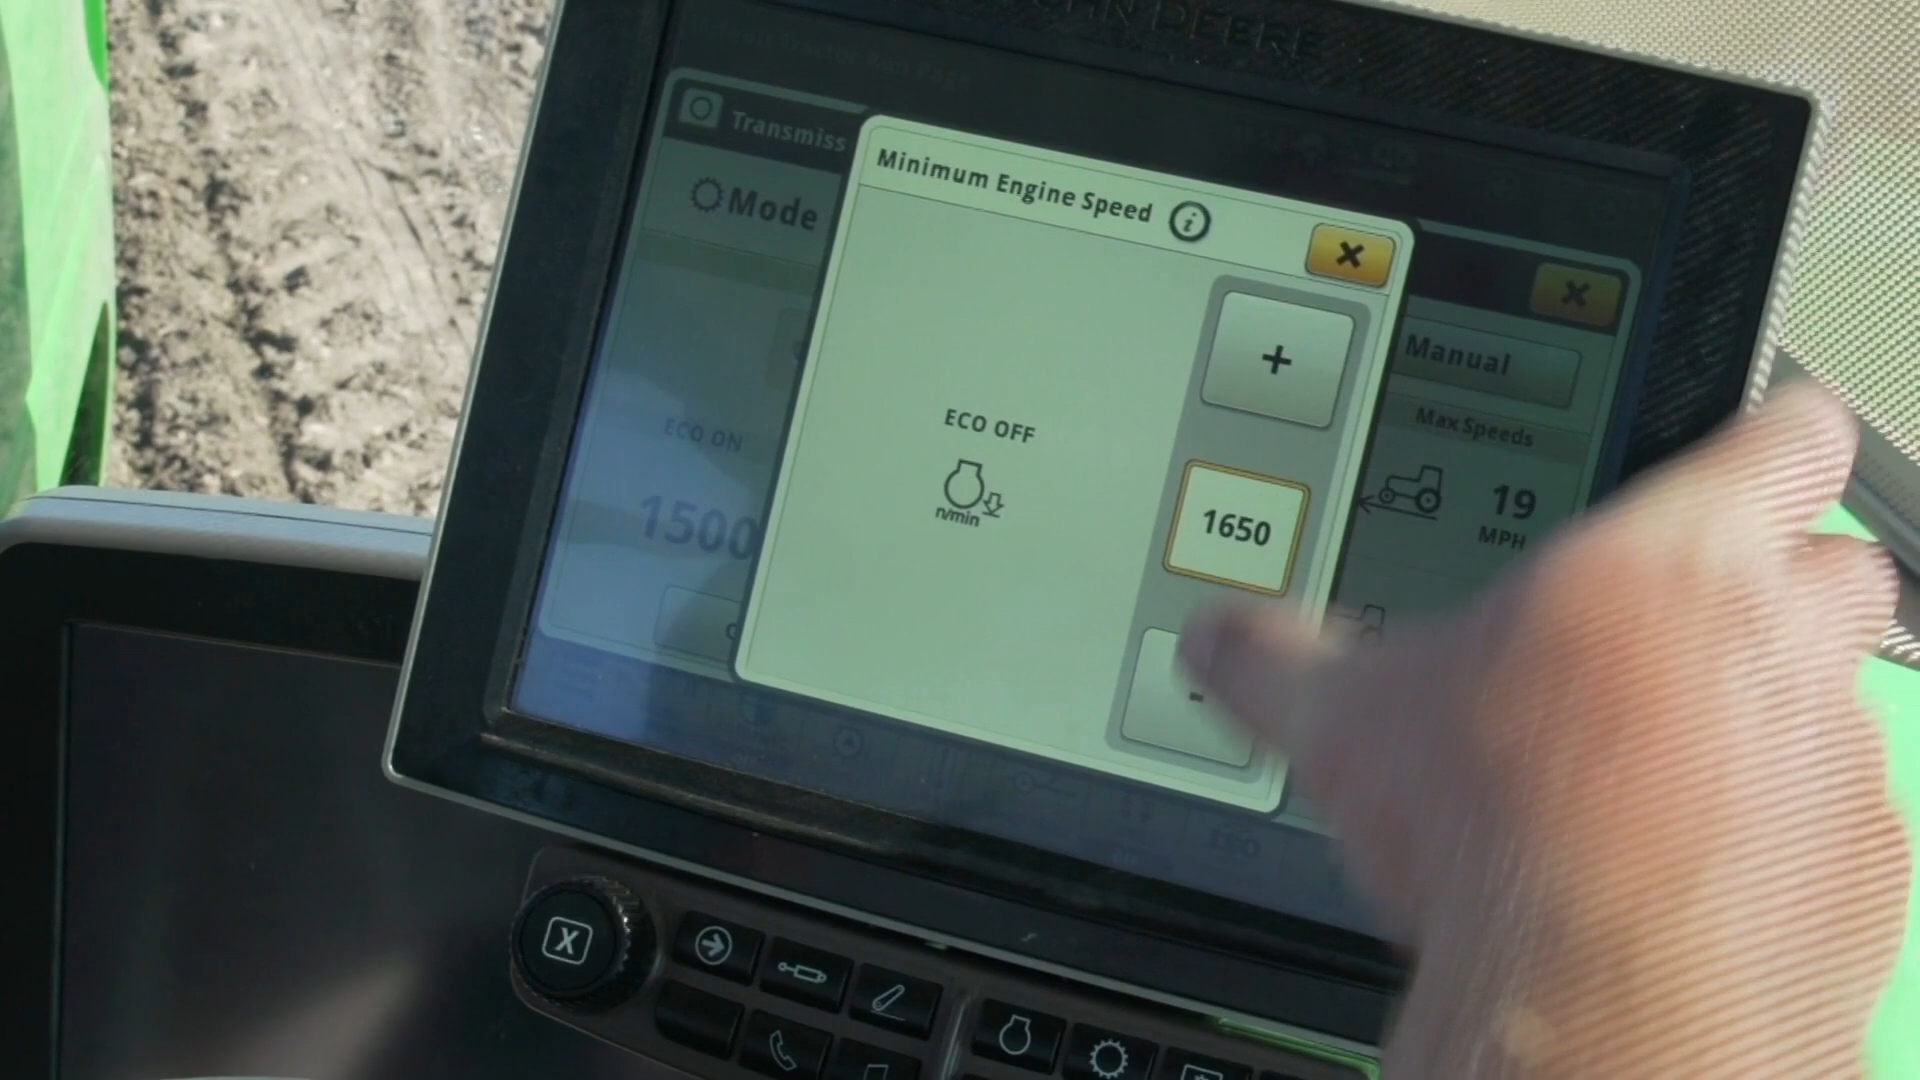 JOHN DEERE
Transmiss
Minimum Engine Speed
Mode
Manual
Max Speeds
ECO ON
ECO OFF
19
MPH
1500
n/min
1650
X